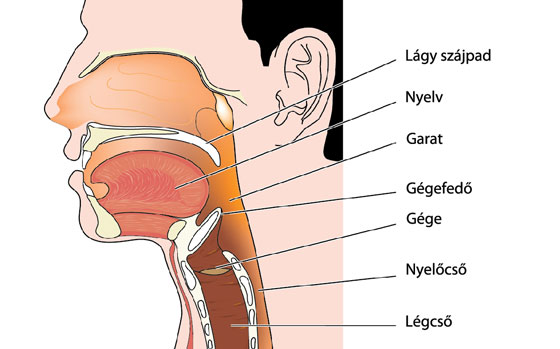 Lágy szájpad
Nyelv
Garat
Gégefedő
Gége
Nyelőcső
Légcső